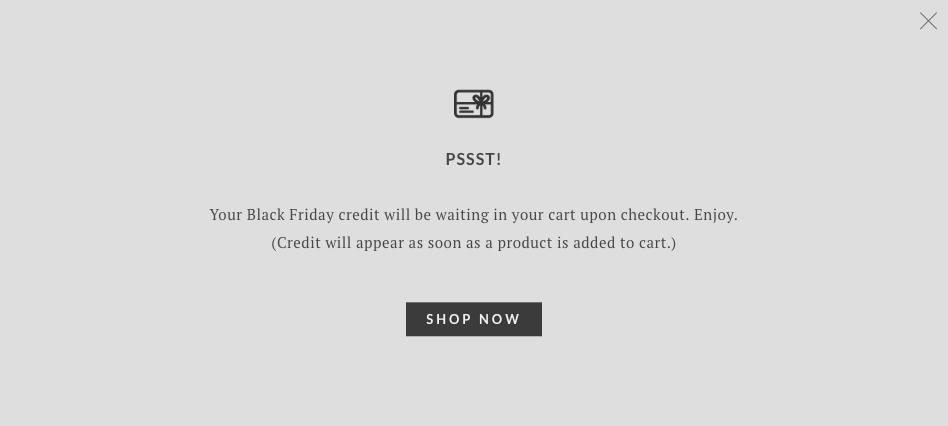 PSSST!
Your Black Friday credit will be waiting in your cart upon checkout. Enjoy.
(Credit will appear as soon as a product is added to cart.)
SHOP NOW